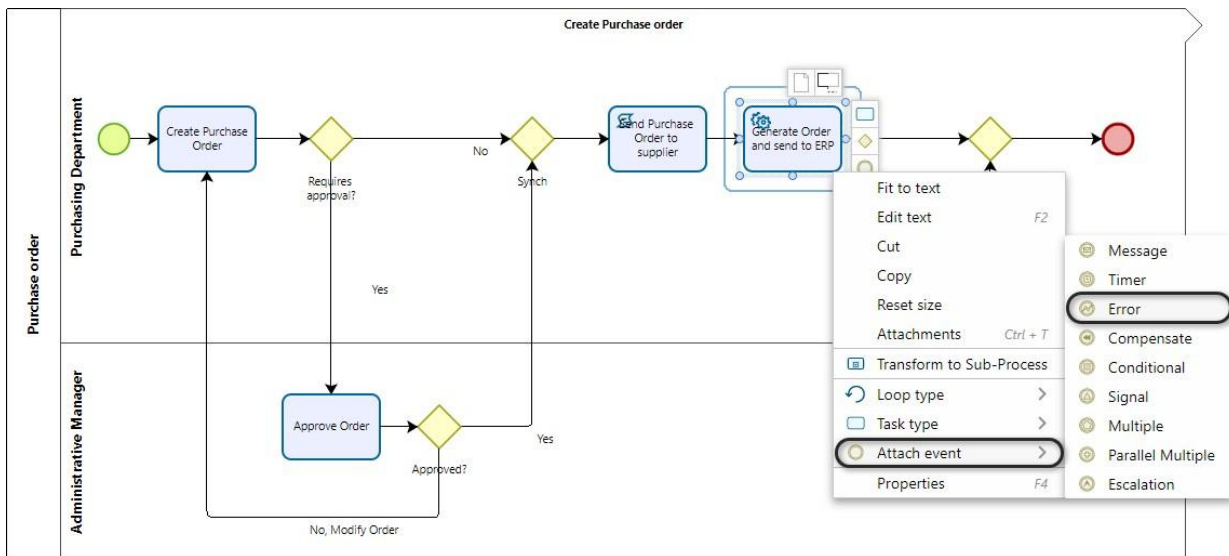 Create Purchase order
Purchase order
Purchasing Department
Administrative Manager
Create Purchase
Order
Requires
approval?
No
Synch
Send Purchase
Order to
supplier
Generate Order
and send to ERP
Yes
Approve Order
Approved?
Yes
No, Modify Order
Fit to text
Edit text F2
Cut
Copy
Reset size
Attachments Ctrl + T
Transform to Sub-Process
Loop type
Task type
Attach event
Properties F4
Message
Timer
Error
Compensate
Conditional
Signal
Multiple
Parallel Multiple
Escalation